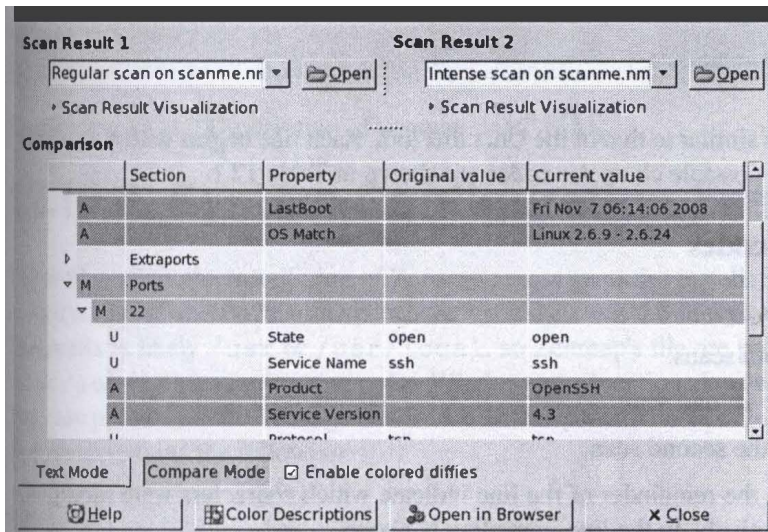 Scan Result 1 Scan Result 2
Regular scan on scanme.nr Open Intense scan on scanme.nm Open
Scan Result Visualization Scan Result Visualization
Comparison
Section Property Original value Current value
A LastBoot Fri Nov 7 06:14:06 2008
A OS Match Linux 2.6.9 - 2.6.24
Extraports
M Ports
M 22
U State open open
U Service Name ssh ssh
A Product OpenSSH
A Service Version 4.3
U Protocol tcp tcp
Text Mode Compare Mode Enable colored diffies
Help Color Descriptions Open in Browser Close